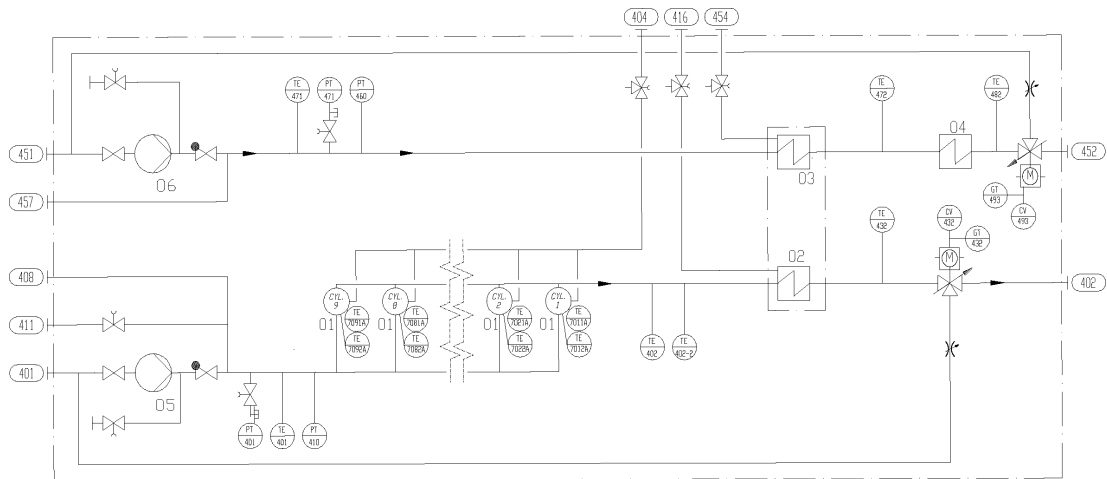 404 416 454
TE 471
PT 471
PT 460
TE 472
TE 482
04
451
06
03
452
M
GT 493
CV 493
457
TE 432
CV 432
GT 432
M
408
02
402
CYL. 9
CYL. 8
CYL. 2
CYL. 1
TE 7091A
TE 7081A
TE 7021A
TE 7011A
01
01
01
01
411
TE 7092A
TE 7082A
TE 7022A
TE 7012A
TE 402
TE 402-2
401
05
PT 401
TE 401
PT 410